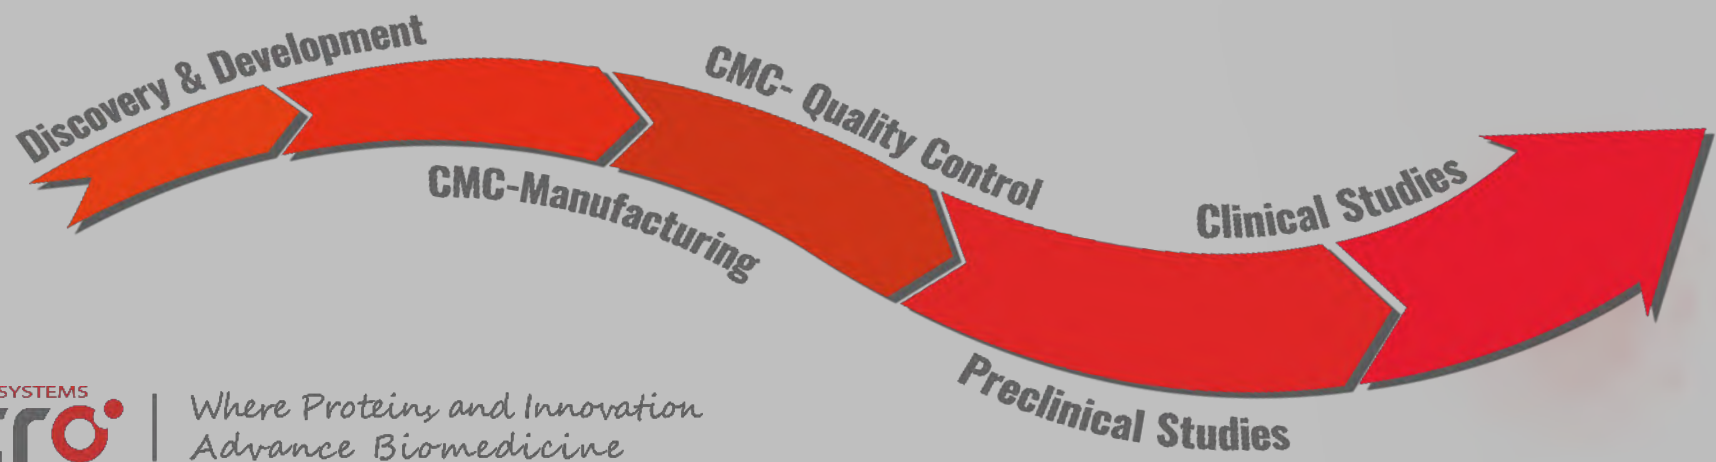 Discovery & Development
CMC-Manufacturing
CMC- Quality Control
Preclinical Studies
Clinical Studies
SYSTEMS
Where Proteins and Innovation
Advance Biomedicine